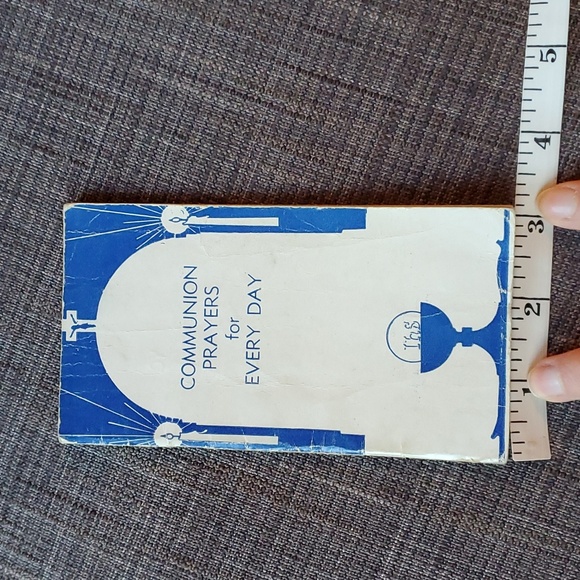 COMMUNION
PRAYERS
for
EVERY DAY
Ihs
1
2
3
4
5